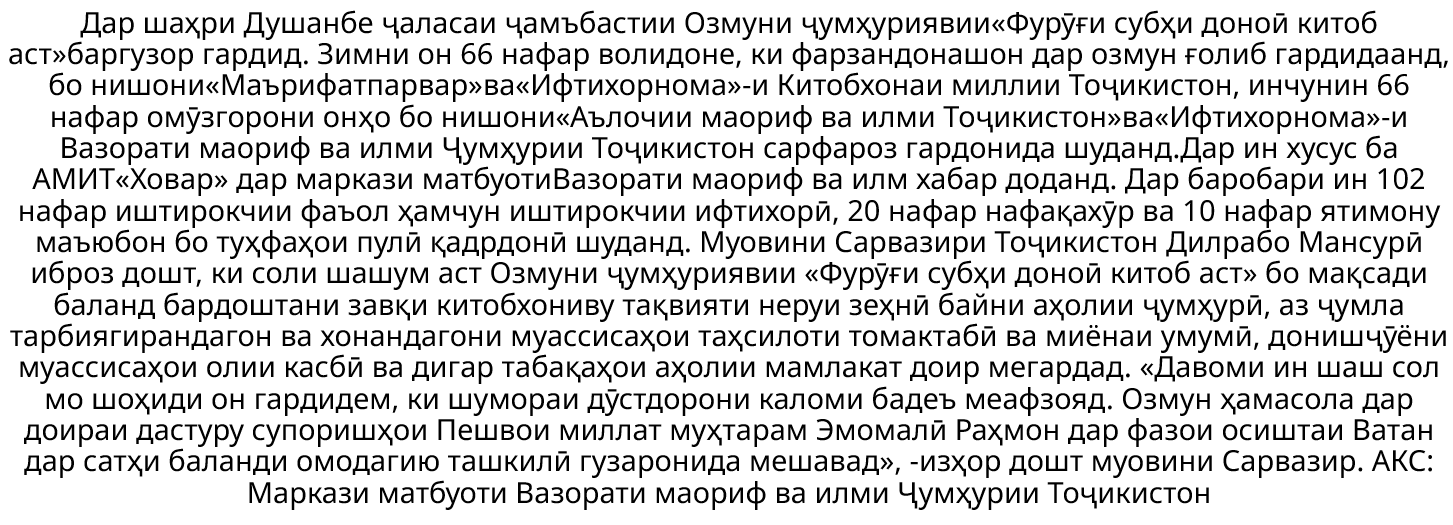 Дар шаҳри Душанбе ҷаласаи ҷамъбастии Озмуни ҷумҳуриявии«Фурӯғи субҳи доноӣ китоб
аст»баргузор гардид. Зимни он 66 нафар волидоне, ки фарзандонашон дар озмун ғолиб гардидаанд,
бо нишони«Маърифатпарвар»ва«Ифтихорнома»-и Китобхонаи миллии Тоҷикистон, инчунин 66
нафар омӯзгорони онҳо бо нишони«Аълочии маориф ва илми Тоҷикистон»ва«Ифтихорнома»-и
Вазорати маориф ва илми Ҷумҳурии Тоҷикистон сарфароз гардонида шуданд.Дар ин хусус ба
АМИТ«Ховар» дар маркази матбуотиВазорати маориф ва илм хабар доданд. Дар баробари ин 102
нафар иштирокчии фаъол ҳамчун иштирокчии ифтихорӣ, 20 нафар нафақахӯр ва 10 нафар ятимону
маъюбон бо туҳфаҳои пулӣ қадрдонӣ шуданд. Муовини Сарвазири Тоҷикистон Дилрабо Мансурӣ
иброз дошт, ки соли шашум аст Озмуни ҷумҳуриявии «Фурӯғи субҳи доноӣ китоб аст» бо мақсади
баланд бардоштани завқи китобхониву тақвияти неруи зеҳнӣ байни аҳолии ҷумҳурӣ, аз ҷумла
тарбиягирандагон ва хонандагони муассисаҳои таҳсилоти томактабӣ ва миёнаи умумӣ, донишҷӯёни
муассисаҳои олии касбӣ ва дигар табақаҳои аҳолии мамлакат доир мегардад. «Давоми ин шаш сол
мо шоҳиди он гардидем, ки шумораи дӯстдорони каломи бадеъ меафзояд. Озмун ҳамасола дар
доираи дастуру супоришҳои Пешвои миллат муҳтарам Эмомалӣ Раҳмон дар фазои осиштаи Ватан
дар сатҳи баланди омодагию ташкилӣ гузаронида мешавад», -изҳор дошт муовини Сарвазир. АКС:
Маркази матбуоти Вазорати маориф ва илми Ҷумҳурии Тоҷикистон